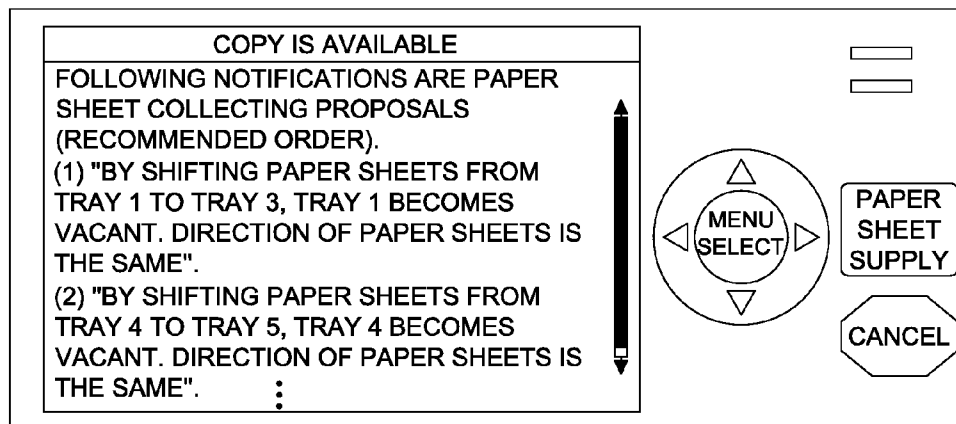 COPY IS AVAILABLE
FOLLOWING NOTIFICATIONS ARE PAPER
SHEET COLLECTING PROPOSALS
(RECOMMENDED ORDER).
(1) "BY SHIFTING PAPER SHEETS FROM
TRAY 1 TO TRAY 3, TRAY 1 BECOMES
VACANT. DIRECTION OF PAPER SHEETS IS
THE SAME".
(2) "BY SHIFTING PAPER SHEETS FROM
TRAY 4 TO TRAY 5, TRAY 4 BECOMES
VACANT. DIRECTION OF PAPER SHEETS IS
THE SAME".
MENU
SELECT
PAPER
SHEET
SUPPLY
CANCEL